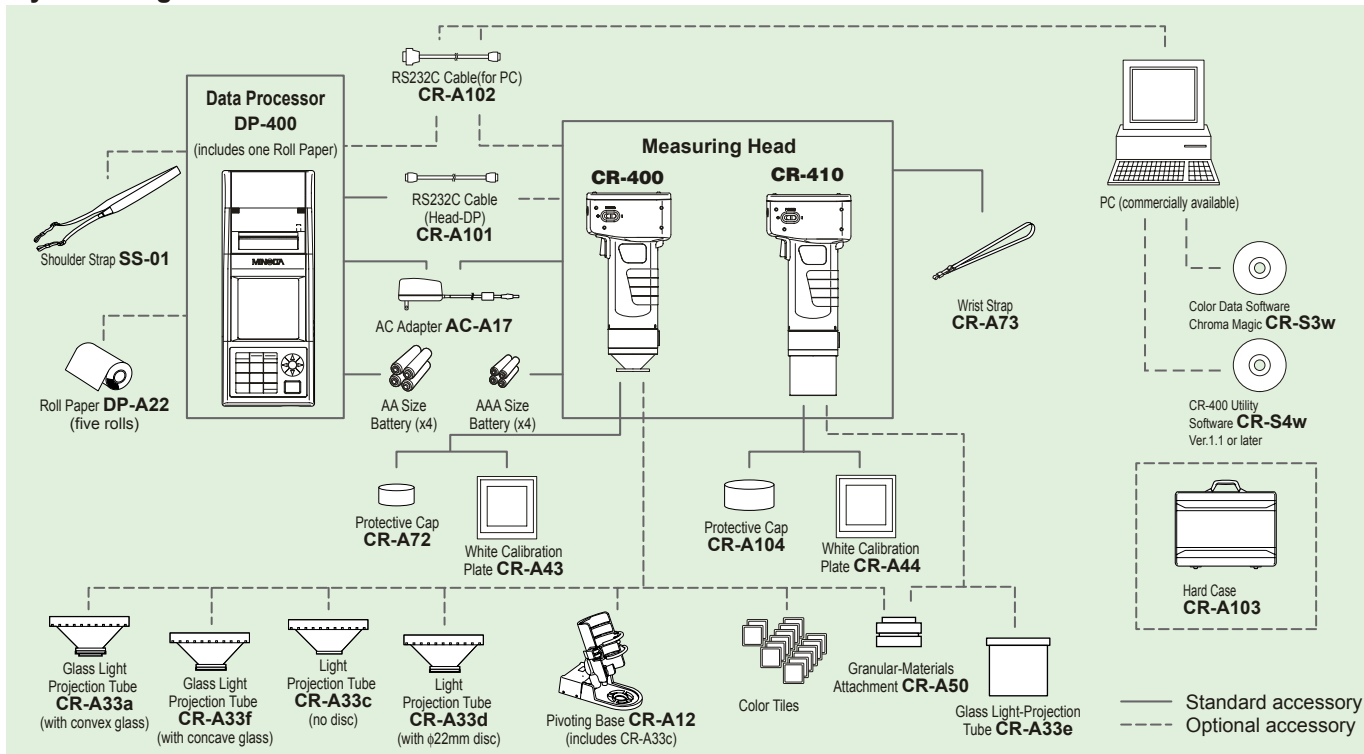 RS232C Cable(for PC)
CR-A102
Data Processor
DP-400
(includes one Roll Paper)
MINOLTA
Shoulder Strap SS-01
Roll Paper DP-A22
(five rolls)
RS232C Cable
(Head-DP)
CR-A101
AC Adapter AC-A17
AA Size
Battery (x4)
AAA Size
Battery (x4)
Measuring Head
CR-400
CR-410
Wrist Strap
CR-A73
PC (commercially available)
Color Data Software
Chroma Magic CR-S3w
CR-400 Utility
Software CR-S4w
Ver.1.1 or later
Protective Cap
CR-A72
White Calibration
Plate CR-A43
Protective Cap
CR-A104
White Calibration
Plate CR-A44
Hard Case
CR-A103
Glass Light
Projection Tube
CR-A33a
(with convex glass)
Glass Light
Projection Tube
CR-A33f
(with concave glass)
Light
Projection Tube
CR-A33c
(no disc)
Light
Projection Tube
CR-A33d
(with ϕ22mm disc)
Pivoting Base CR-A12
(includes CR-A33c)
Color Tiles
Granular-Materials
Attachment CR-A50
Glass Light-Projection
Tube CR-A33e
Standard accessory
Optional accessory